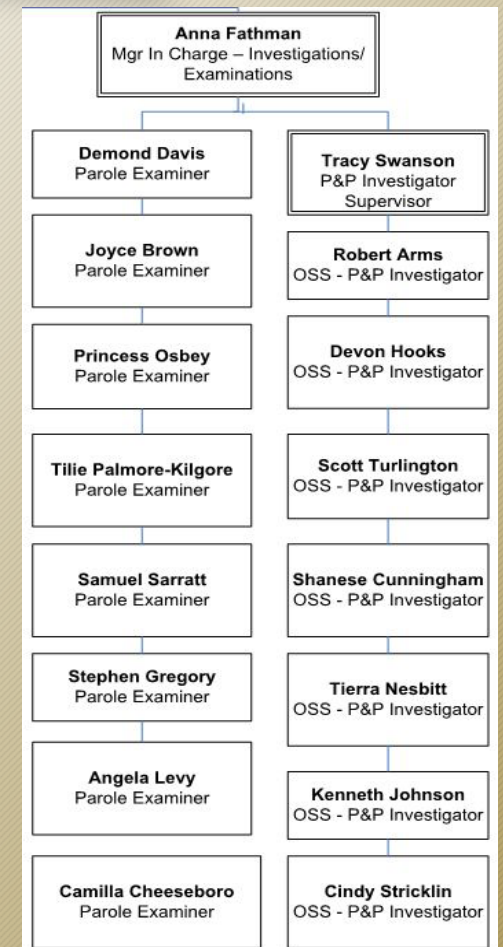 Anna Fathman
Mgr In Charge – Investigations/
Examinations
Demond Davis
Parole Examiner
Joyce Brown
Parole Examiner
Princess Osbey
Parole Examiner
Tilie Palmore-Kilgore
Parole Examiner
Samuel Sarratt
Parole Examiner
Stephen Gregory
Parole Examiner
Angela Levy
Parole Examiner
Camilla Cheeseboro
Parole Examiner
Tracy Swanson
P&P Investigator
Supervisor
Robert Arms
OSS - P&P Investigator
Devon Hooks
OSS - P&P Investigator
Scott Turlington
OSS - P&P Investigator
Shanese Cunningham
OSS - P&P Investigator
Tierra Nesbitt
OSS - P&P Investigator
Kenneth Johnson
OSS - P&P Investigator
Cindy Stricklin
OSS - P&P Investigator